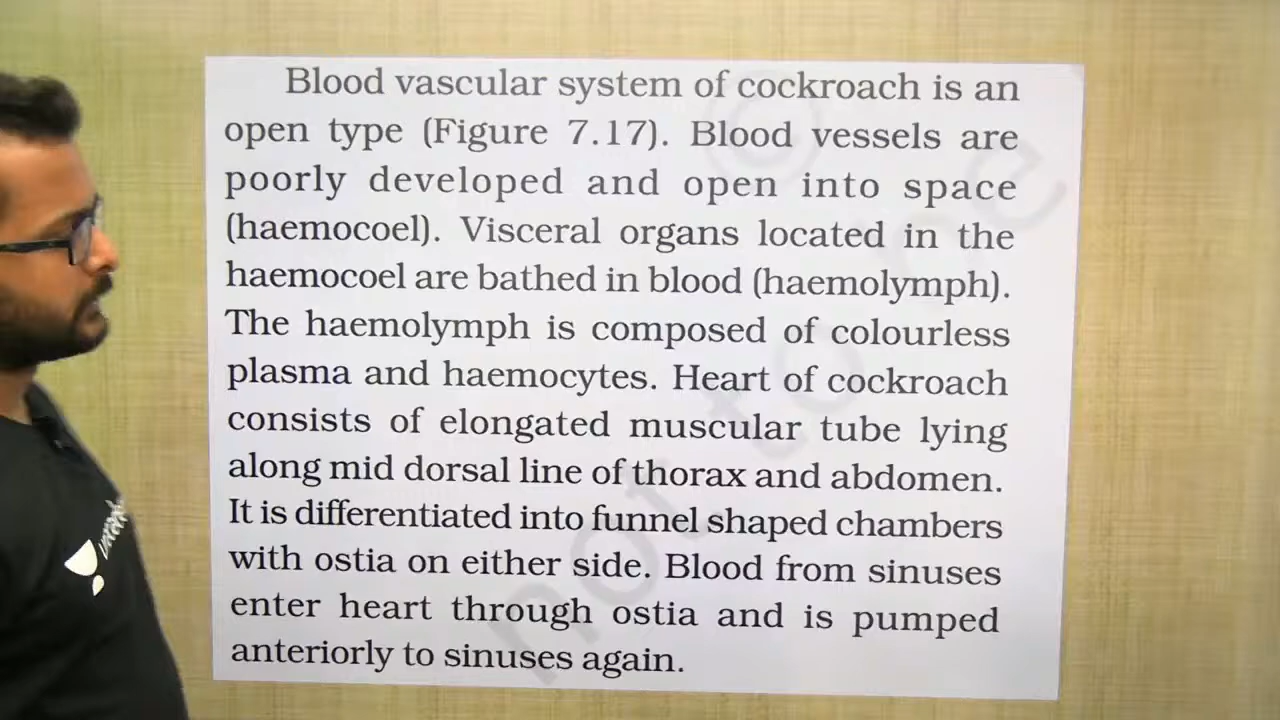 Blood vascular system of cockroach is an
open type (Figure 7.17). Blood vessels are
poorly developed and open into space
(haemocoel). Visceral organs located in the
haemocoel are bathed in blood (haemolymph).
The haemolymph is composed of colourless
plasma and haemocytes. Heart of cockroach
consists of elongated muscular tube lying
along mid dorsal line of thorax and abdomen.
It is differentiated into funnel shaped chambers
with ostia on either side. Blood from sinuses
enter heart through ostia and is pumped
anteriorly to sinuses again.